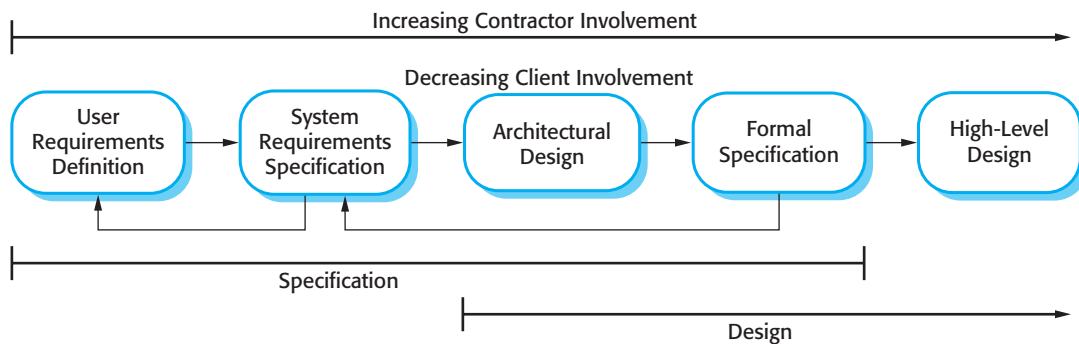 Increasing Contractor Involvement
Decreasing Client Involvement
User
Requirements
Definition
System
Requirements
Specification
Architectural
Design
Formal
Specification
High-Level
Design
Specification
Design